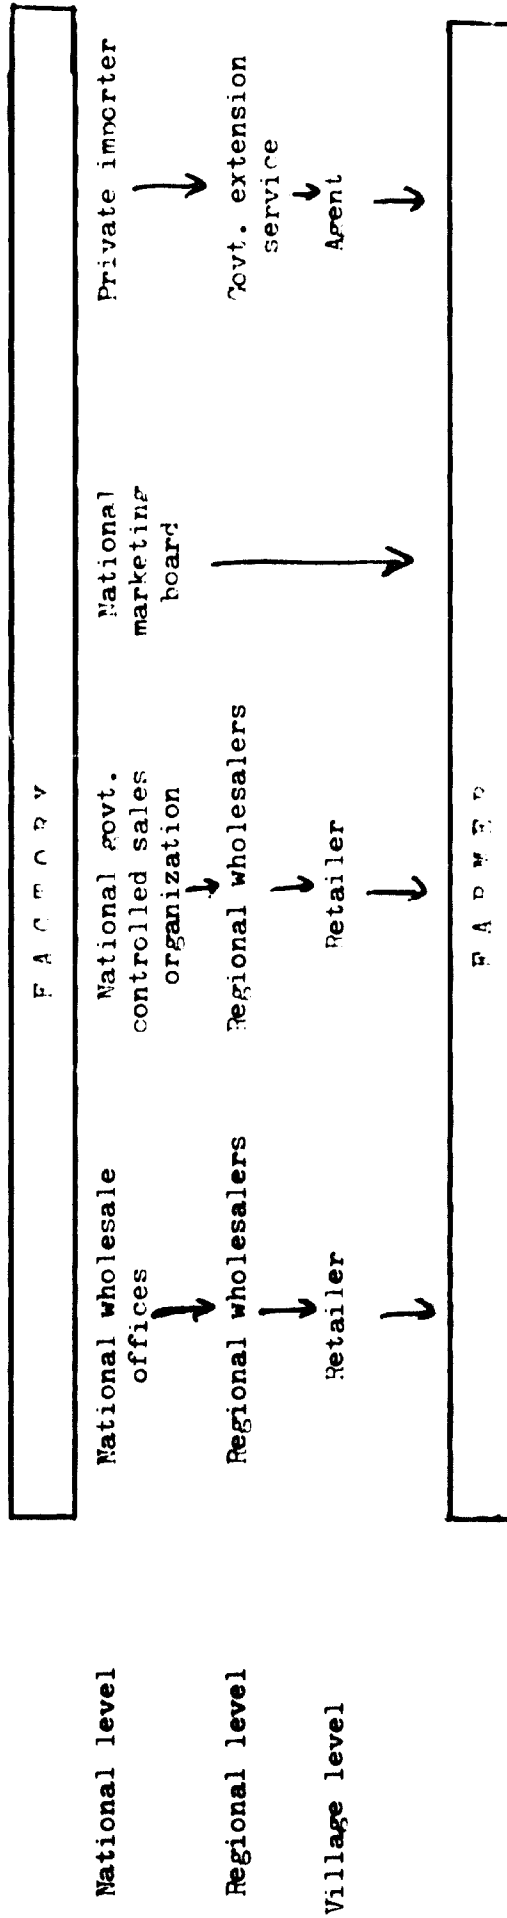 FACTORY
National level
National wholesale
offices
National govt.
controlled sales
organization
National
marketing
board
Private importer
Regional level
Regional wholesalers
Regional wholesalers
Govt. extension
service
Village level
Retailer
Retailer
Agent
FARMER